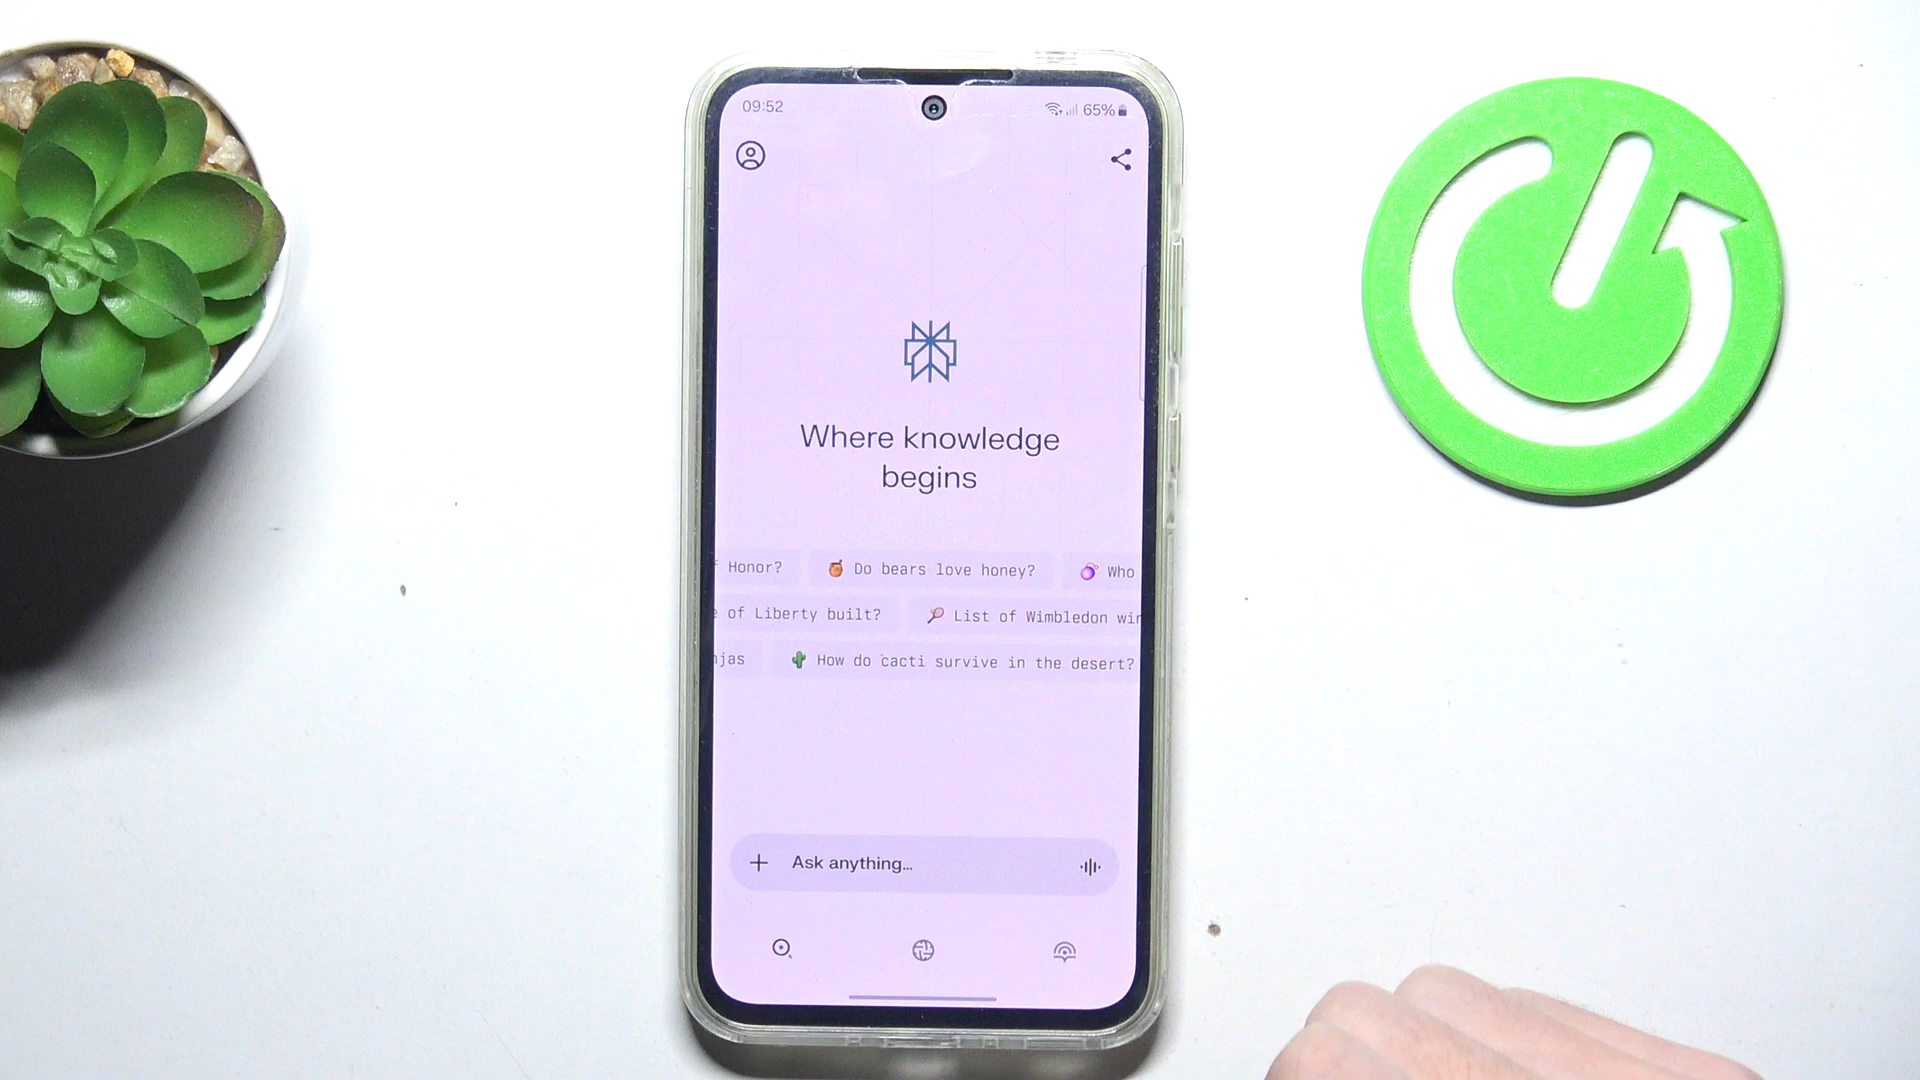 09:52
65%
Where knowledge
begins
Honor?
Do bears love honey?
Who
of Liberty built?
List of Wimbledon
How do cacti survive in the desert?
Ask anything...